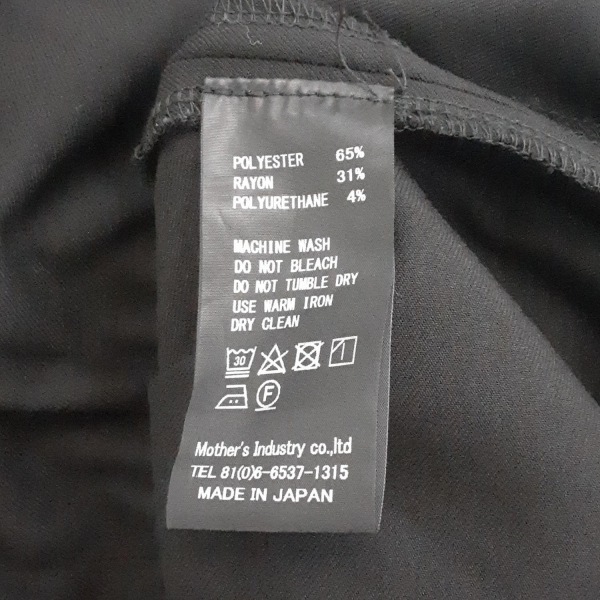 POLYESTER 65%
RAYON 31%
POLYURETHANE 4%
MACHINE WASH
DO NOT BLEACH
DO NOT TUMBLE DRY
USE WARM IRON
DRY CLEAN
30
F
Mother's Industry co.,ltd
TEL 81(0)6-6537-1315
MADE IN JAPAN